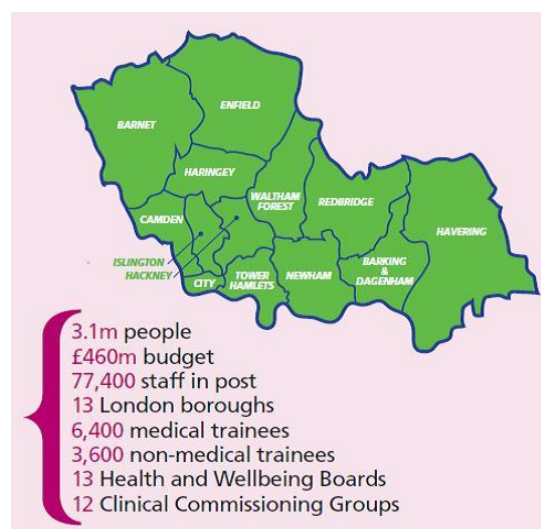 ENFIELD
BARNET
HARINGEY
WALTHAM
FOREST
REDBRIDGE
CAMDEN
HAVERING
ISLINGTON
HACKNEY
CITY
TOWER
HAMLETS
NEWHAM
BARKING
&
DAGENHAM
3.1m people
£460m budget
77,400 staff in post
13 London boroughs
6,400 medical trainees
3,600 non-medical trainees
13 Health and Wellbeing Boards
12 Clinical Commissioning Groups